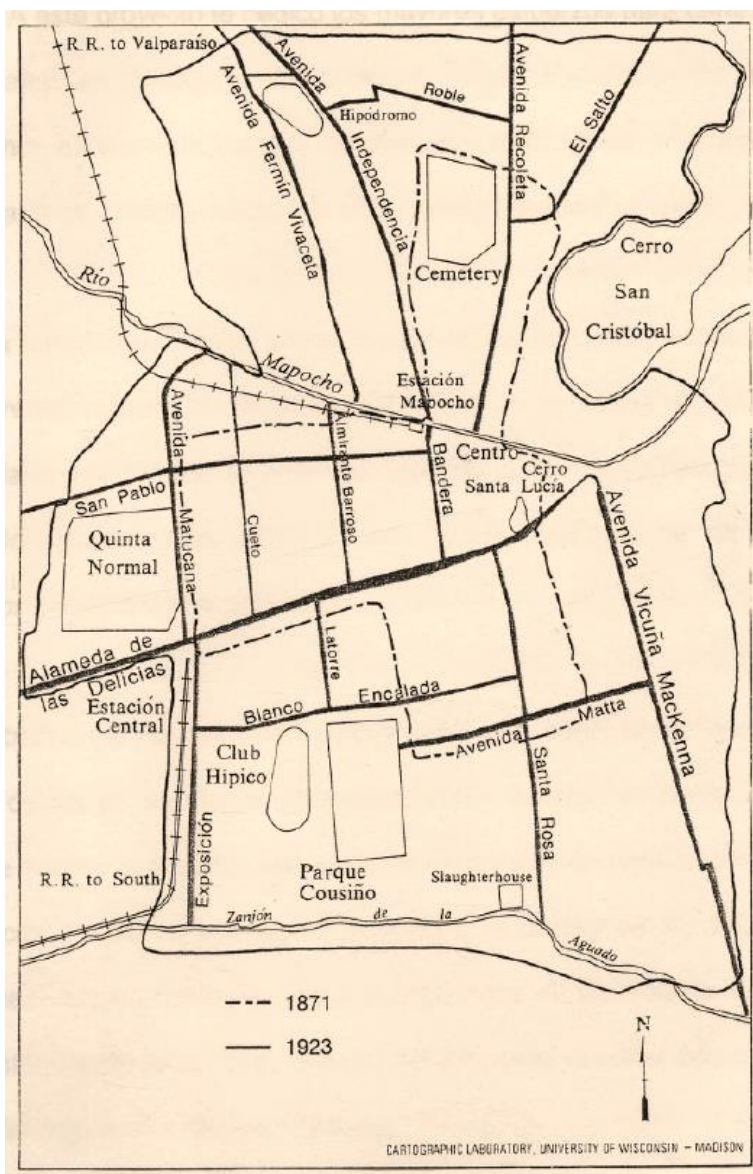 R.R. to Valparaíso
Avenida Independencia
Avenida Fermín Vivaceta
Hipódromo
Roble
Avenida Recoleta
El Salto
Cemetery
Cerro
San
Cristóbal
Río Mapocho
Estación
Mapocho
Centro
Cerro
Santa Lucía
Avenida Matucana
San Pablo
Cueto
Almirante Barroso
Bandera
Quinta
Normal
Avenida Vicuña MacKenna
Alameda de
las Delicias
Latorre
Estación
Central
Blanco Encalada
Avenida Matta
Club
Hípico
Santa Rosa
Exposición
Parque
Cousiño
Slaughterhouse
R.R. to South
Zanjón de la Aguado
1871
1923
N
CARTOGRAPHIC LABORATORY, UNIVERSITY OF WISCONSIN – MADISON